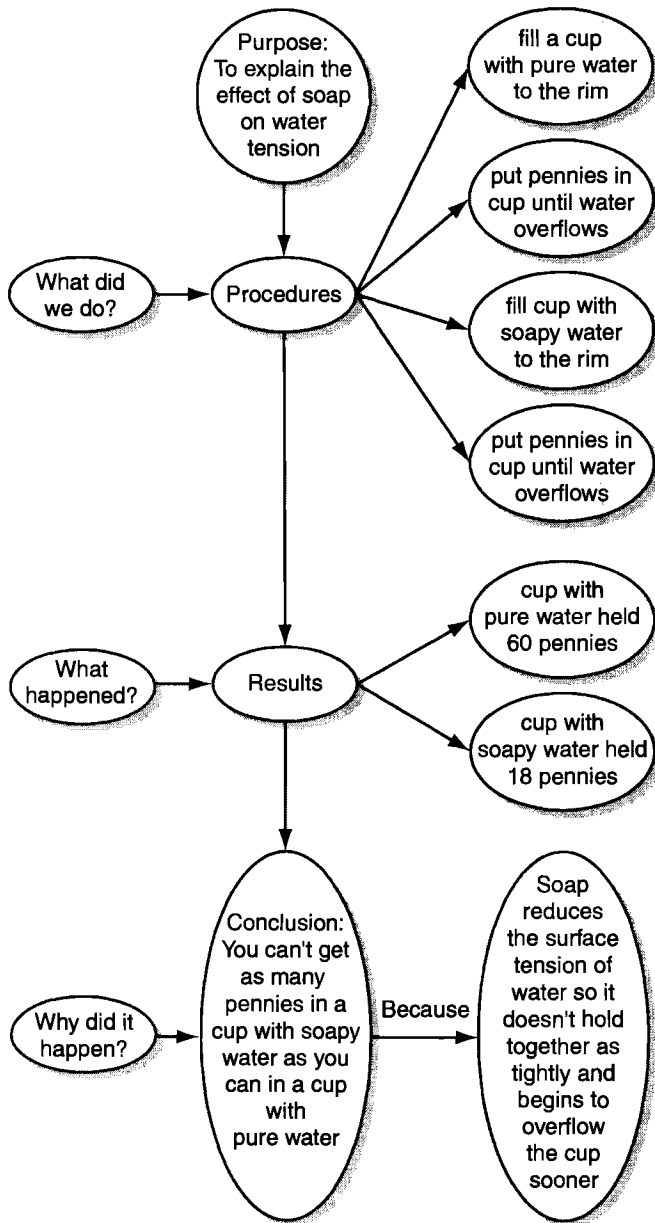 Purpose:
To explain the
effect of soap
on water
tension
fill a cup
with pure water
to the rim
put pennies in
cup until water
overflows
What did
we do?
Procedures
fill cup with
soapy water
to the rim
put pennies in
cup until water
overflows
What
happened?
Results
cup with
pure water held
60 pennies
cup with
soapy water held
18 pennies
Why did it
happen?
Conclusion:
You can't get
as many
pennies in a
cup with soapy
water as you
can in a cup
with
pure water
Because
Soap
reduces
the surface
tension of
water so it
doesn't hold
together as
tightly and
begins to
overflow
the cup
sooner